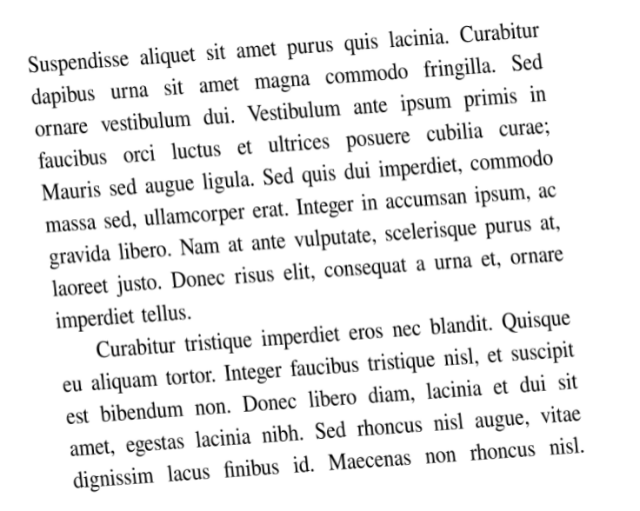 Suspendisse aliquet sit amet purus quis lacinia. Curabitur
dapibus urna sit amet magna commodo fringilla. Sed
ornare vestibulum dui. Vestibulum ante ipsum primis in
faucibus orci luctus et ultrices posuere cubilia curae;
Mauris sed augue ligula. Sed quis dui imperdiet, commodo
massa sed, ullamcorper erat. Integer in accumsan ipsum, ac
gravida libero. Nam at ante vulputate, scelerisque purus at,
laoreet justo. Donec risus elit, consequat a urna et, ornare
imperdiet tellus.
Curabitur tristique imperdiet eros nec blandit. Quisque
eu aliquam tortor. Integer faucibus tristique nisl, et suscipit
est bibendum non. Donec libero diam, lacinia et dui sit
amet, egestas lacinia nibh. Sed rhoncus nisl augue, vitae
dignissim lacus finibus id. Maecenas non rhoncus nisl.